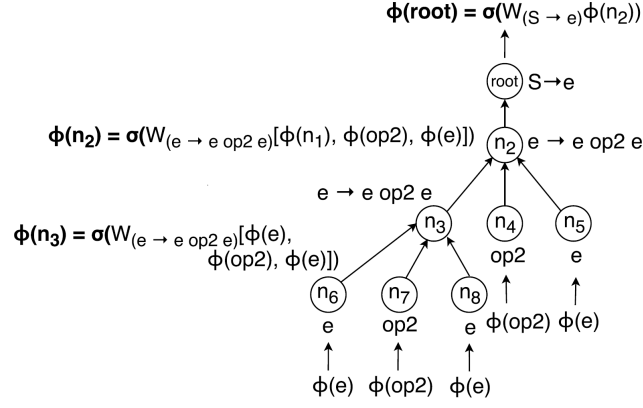 ϕ(root) = σ(W(S → e)ϕ(n2))
root S→e
ϕ(n2) = σ(W(e → e op2 e)[ϕ(n1), ϕ(op2), ϕ(e)])
n2 e → e op2 e
e → e op2 e
ϕ(n3) = σ(W(e → e op2 e)[ϕ(e),
ϕ(op2), ϕ(e)])
n3 n4 n5
op2 e
n6 n7 n8
e op2 e
ϕ(op2) ϕ(e)
ϕ(e) ϕ(op2) ϕ(e)